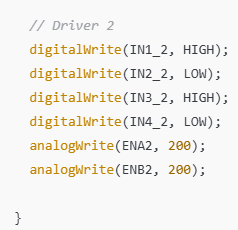 // Driver 2
digitalWrite(IN1_2, HIGH);
digitalWrite(IN2_2, LOW);
digitalWrite(IN3_2, HIGH);
digitalWrite(IN4_2, LOW);
analogWrite(ENA2, 200);
analogWrite(ENB2, 200);
}